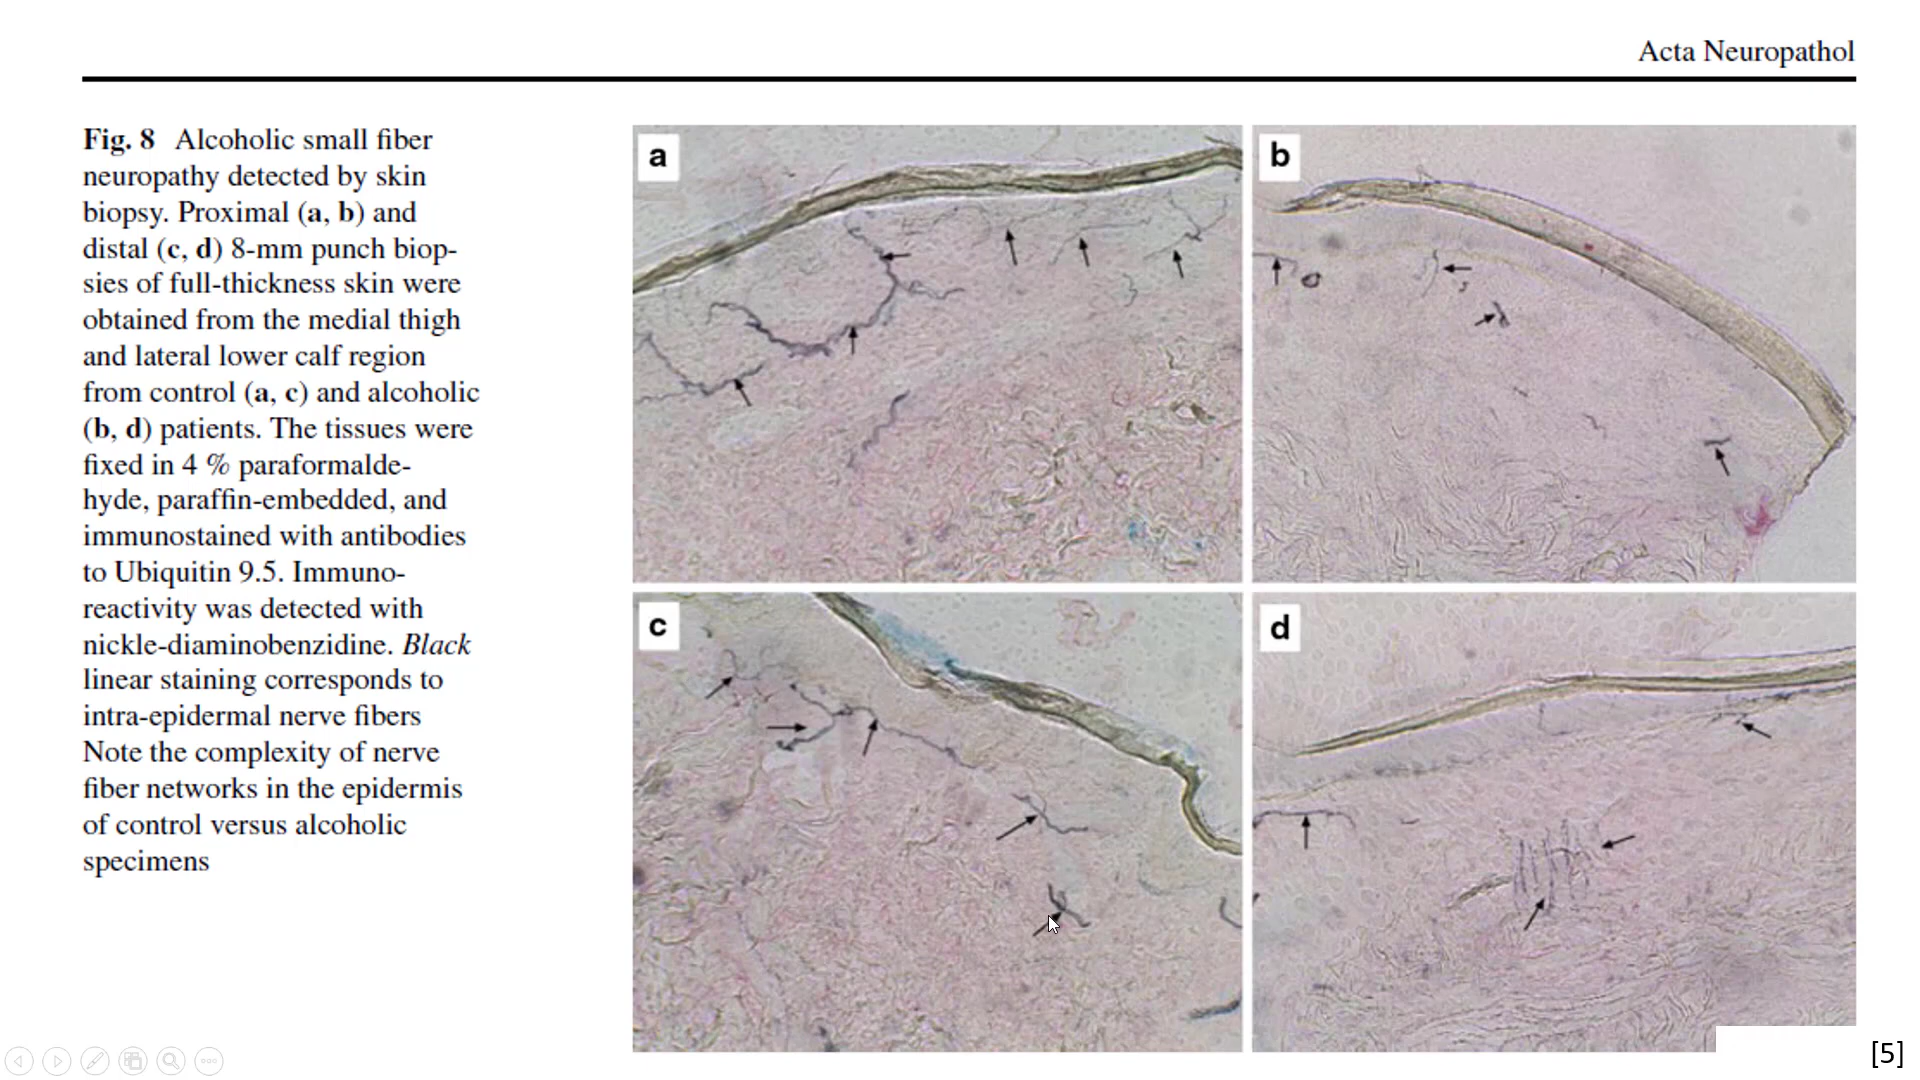 Acta Neuropathol
Fig. 8 Alcoholic small fiber
neuropathy detected by skin
biopsy. Proximal (a, b) and
distal (c, d) 8-mm punch biop-
sies of full-thickness skin were
obtained from the medial thigh
and lateral lower calf region
from control (a, c) and alcoholic
(b, d) patients. The tissues were
fixed in 4 % paraformalde-
hyde, paraffin-embedded, and
immunostained with antibodies
to Ubiquitin 9.5. Immuno-
reactivity was detected with
nickle-diaminobenzidine. Black
linear staining corresponds to
intra-epidermal nerve fibers
Note the complexity of nerve
fiber networks in the epidermis
of control versus alcoholic
specimens
a
b
c
d
[5]